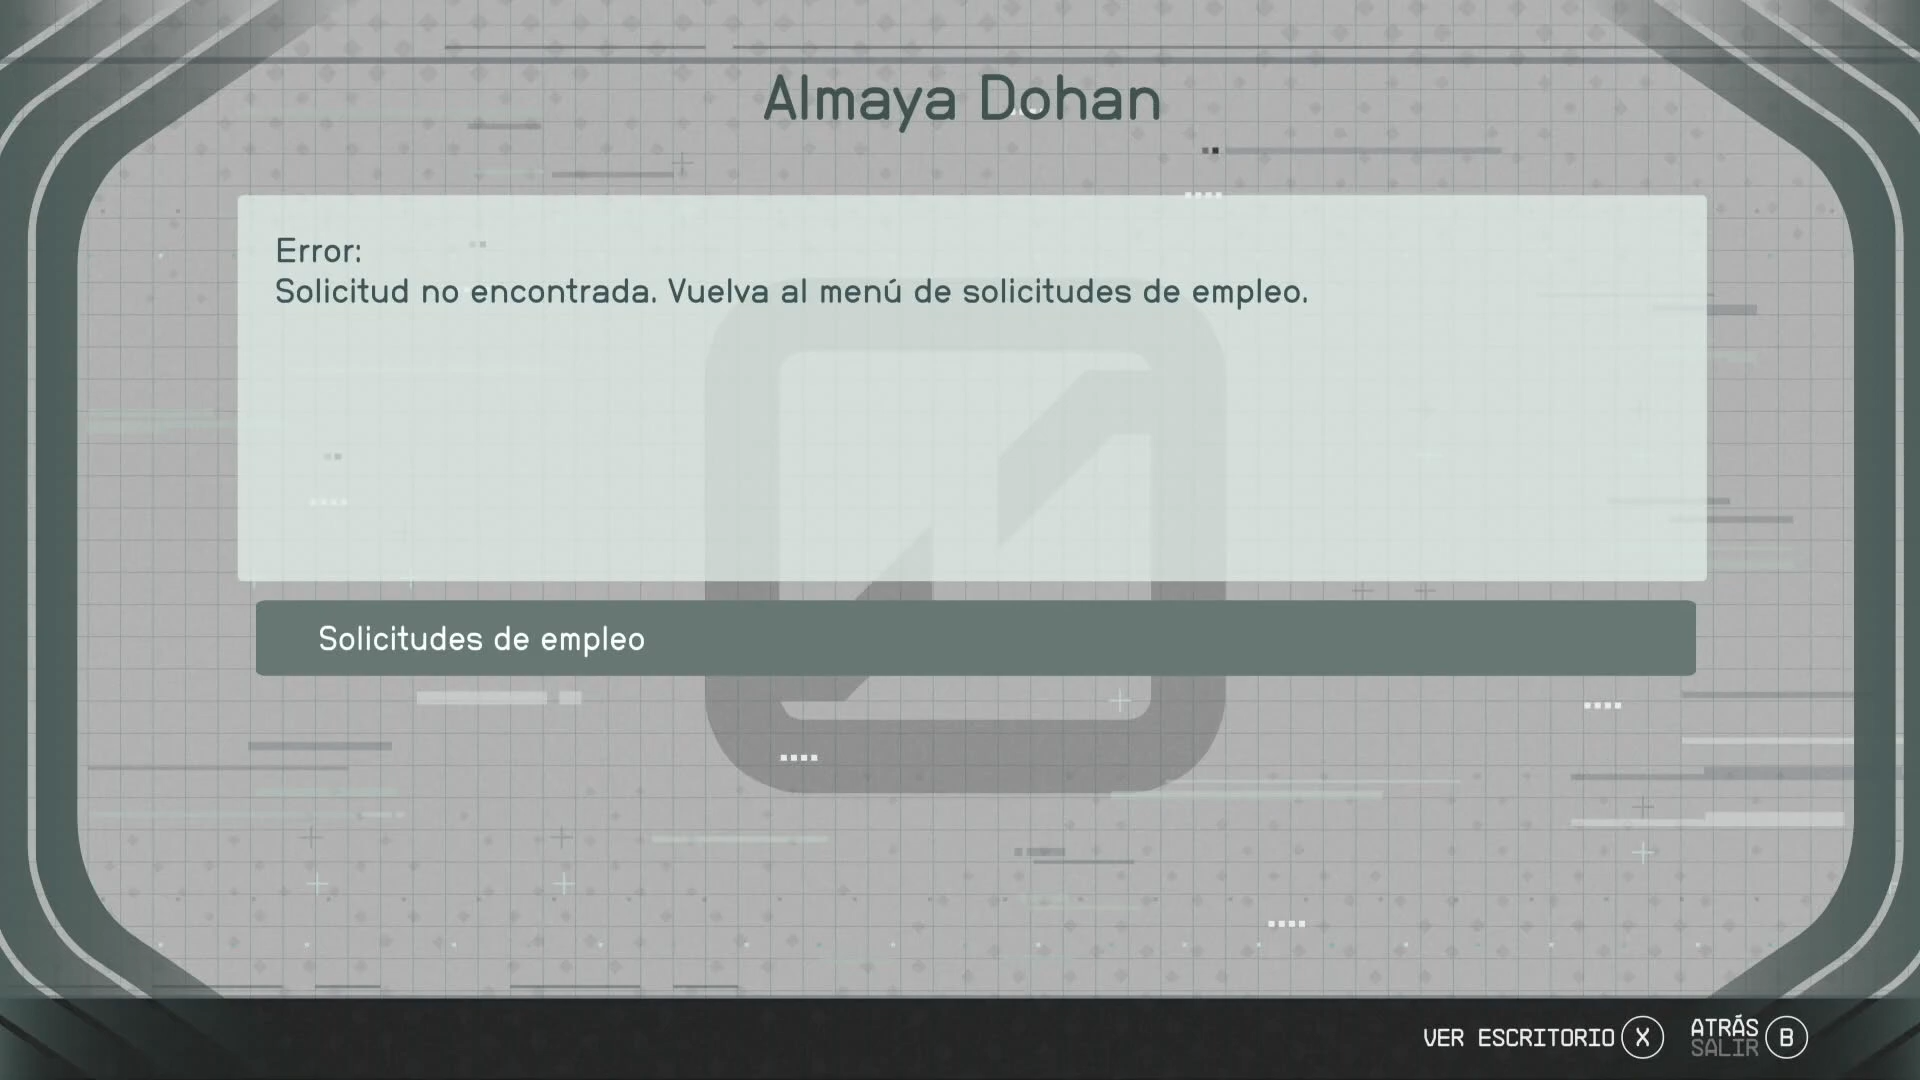 Almaya Dohan
Error:
Solicitud no encontrada. Vuelva al menú de solicitudes de empleo.
Solicitudes de empleo
VER ESCRITORIO X
ATRÁS B
SALIR